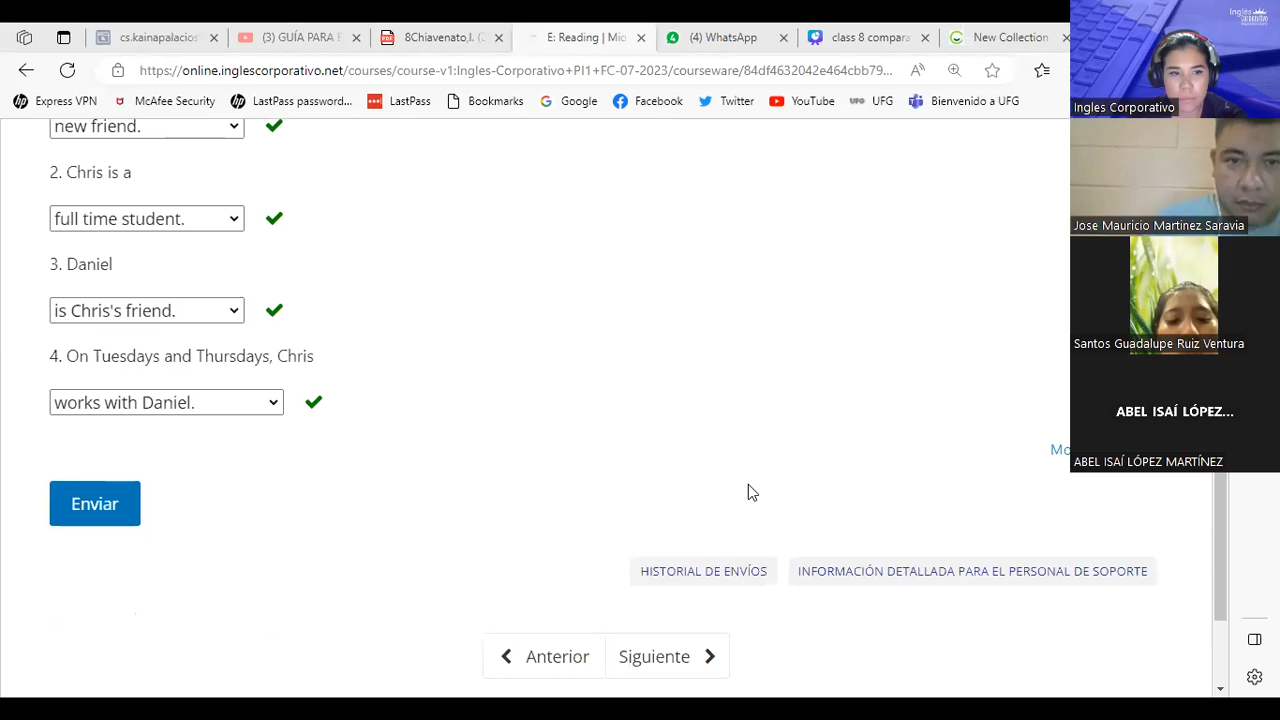 cs.kainapalacios
(3) GUÍA PARA E
8Chiavenato,I. (C
E: Reading | Mic
(4) WhatsApp
class 8 compara
New Collection
https://online.inglescorporativo.net/courses/course-v1:Ingles-Corporativo+PI1+FC-07-2023/courseware/84df4632042e464cbb79...
Express VPN
McAfee Security
LastPass password...
LastPass
Bookmarks
Google
Facebook
Twitter
YouTube
UFG
Bienvenido a UFG
new friend.
2. Chris is a
full time student.
3. Daniel
is Chris's friend.
4. On Tuesdays and Thursdays, Chris
works with Daniel.
Mo
Enviar
HISTORIAL DE ENVÍOS
INFORMACIÓN DETALLADA PARA EL PERSONAL DE SOPORTE
Anterior
Siguiente
Ingles Corporativo
Jose Mauricio Martinez Saravia
Santos Guadalupe Ruiz Ventura
ABEL ISAÍ LÓPEZ...
ABEL ISAÍ LÓPEZ MARTÍNEZ